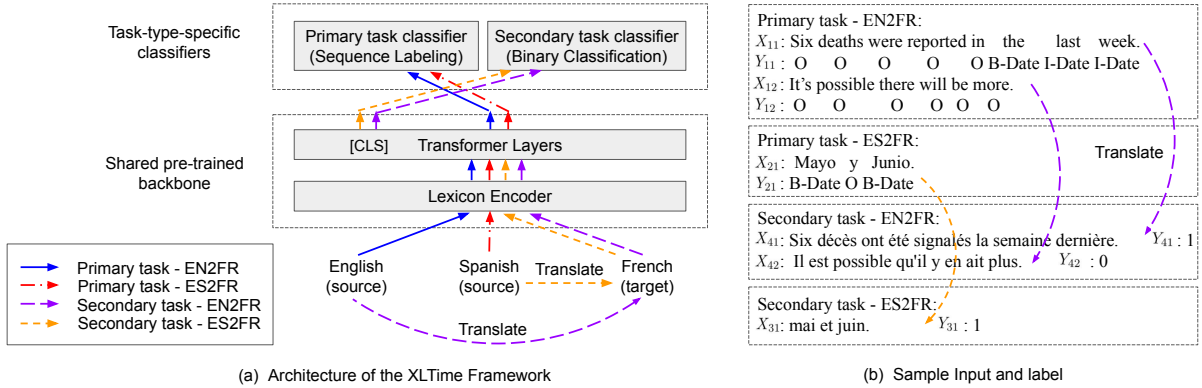 Task-type-specific
classifiers
Primary task classifier
(Sequence Labeling)
Secondary task classifier
(Binary Classification)
Shared pre-trained
backbone
[CLS] Transformer Layers
Lexicon Encoder
English
(source)
Spanish
(source)
Translate
French
(target)
Translate
Primary task - EN2FR
Primary task - ES2FR
Secondary task - EN2FR
Secondary task - ES2FR
(a) Architecture of the XLTime Framework
Primary task - EN2FR:
X11: Six deaths were reported in the last week.
Y11: O O O O O B-Date I-Date I-Date
X12: It's possible there will be more.
Y12: O O O O O O
Primary task - ES2FR:
X21: Mayo y Junio.
Y21: B-Date O B-Date
Translate
Secondary task - EN2FR:
X41: Six décès ont été signalés la semaine dernière. Y41: 1
X42: Il est possible qu'il y en ait plus. Y42 : 0
Secondary task - ES2FR:
X31: mai et juin. Y31 : 1
(b) Sample Input and label